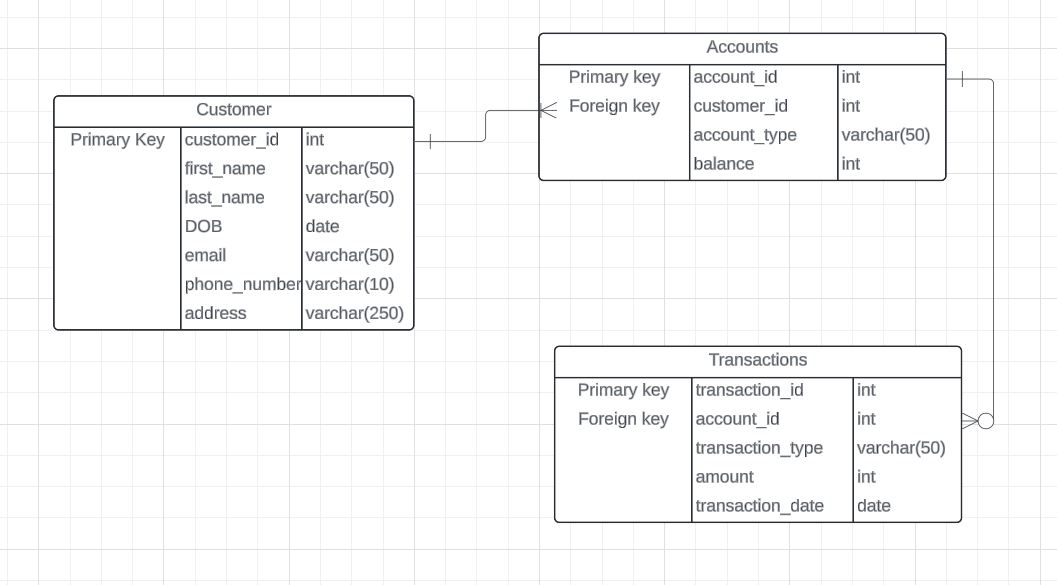 Customer
Primary Key customer_id int
first_name varchar(50)
last_name varchar(50)
DOB date
email varchar(50)
phone_number varchar(10)
address varchar(250)
Accounts
Primary key account_id int
Foreign key customer_id int
account_type varchar(50)
balance int
Transactions
Primary key transaction_id int
Foreign key account_id int
transaction_type varchar(50)
amount int
transaction_date date